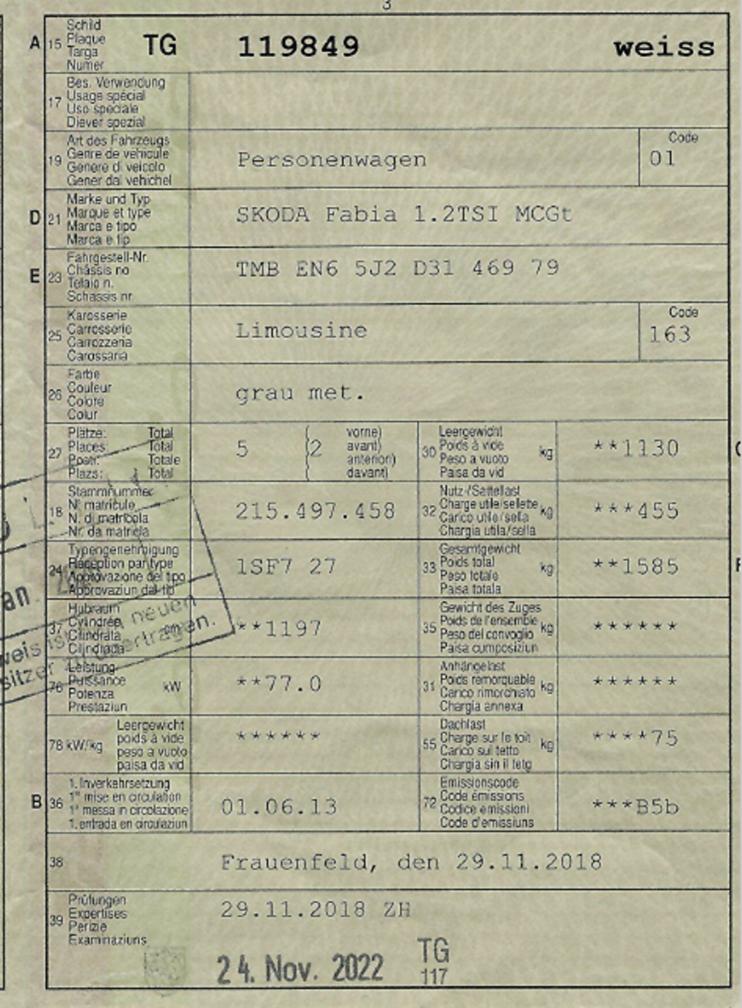 3
A 15 Schild
Plaque
Targa
Numer
TG 119849 weiss
17 Bes. Verwendung
Usage spécial
Uso speciale
Diever spezial
19 Art des Fahrzeugs
Genre de véhicule
Genere di veicolo
Gener dal vehichel
Personenwagen
Code
01
D 21 Marke und Typ
Marque et type
Marca e tipo
Marca e tip
SKODA Fabia 1.2TSI MCGt
E 23 Fahrgestell-Nr.
Châssis no
Telaio n.
Schassis nr.
TMB EN6 5J2 D31 469 79
25 Karosserie
Carrosserie
Carrozzeria
Carossaria
Limousine
Code
163
26 Farbe
Couleur
Colore
Colur
grau met.
27 Plätze: Total
Places: Total
Posti: Totale
Plazs: Total
5 (2 vorne)
avant)
anteriori)
davant)
30 Leergewicht
Poids à vide
Peso a vuoto
Paisa da vid
kg
**1130
18 Stammnummer
N° matricule
N. di matricola
Nr. da matricla
215.497.458
32 Nutz-/Sattellast
Charge utile/sellette
Carico utile/sella
Chargia utila/sella
kg
***455
24 Typengenehmigung
Réception par type
Approvazione del tipo
Approvaziun dal tip
1SF7 27
33 Gesamtgewicht
Poids total
Peso totale
Paisa totala
kg
**1585
37 Hubraum
Cylindrée
Cilindrata
Cilindrada
**1197
35 Gewicht des Zuges
Poids de l'ensemble
Peso del convoglio
Paisa cumposiziun
kg
******
76 Leistung
Puissance
Potenza
Prestaziun
kW
**77.0
31 Anhängelast
Poids remorquable
Carico rimorchiato
Chargia annexa
kg
******
78 kW/kg Leergewicht
poids à vide
peso a vuoto
paisa da vid
******
55 Dachlast
Charge sur le toit
Carico sul tetto
Chargia sin il tetg
kg
****75
B 36 1. Inverkehrsetzung
1re mise en circulation
1a messa in circolazione
1. entrada en circulaziun
01.06.13
72 Emissionscode
Code émissions
Codice emissioni
Code d'emissiuns
***B5b
38
Frauenfeld, den 29.11.2018
39 Prüfungen
Expertises
Perizie
Examinaziuns
29.11.2018 ZH
24. Nov. 2022 TG
117
neuen
weis ist
sitzer zu übertragen.